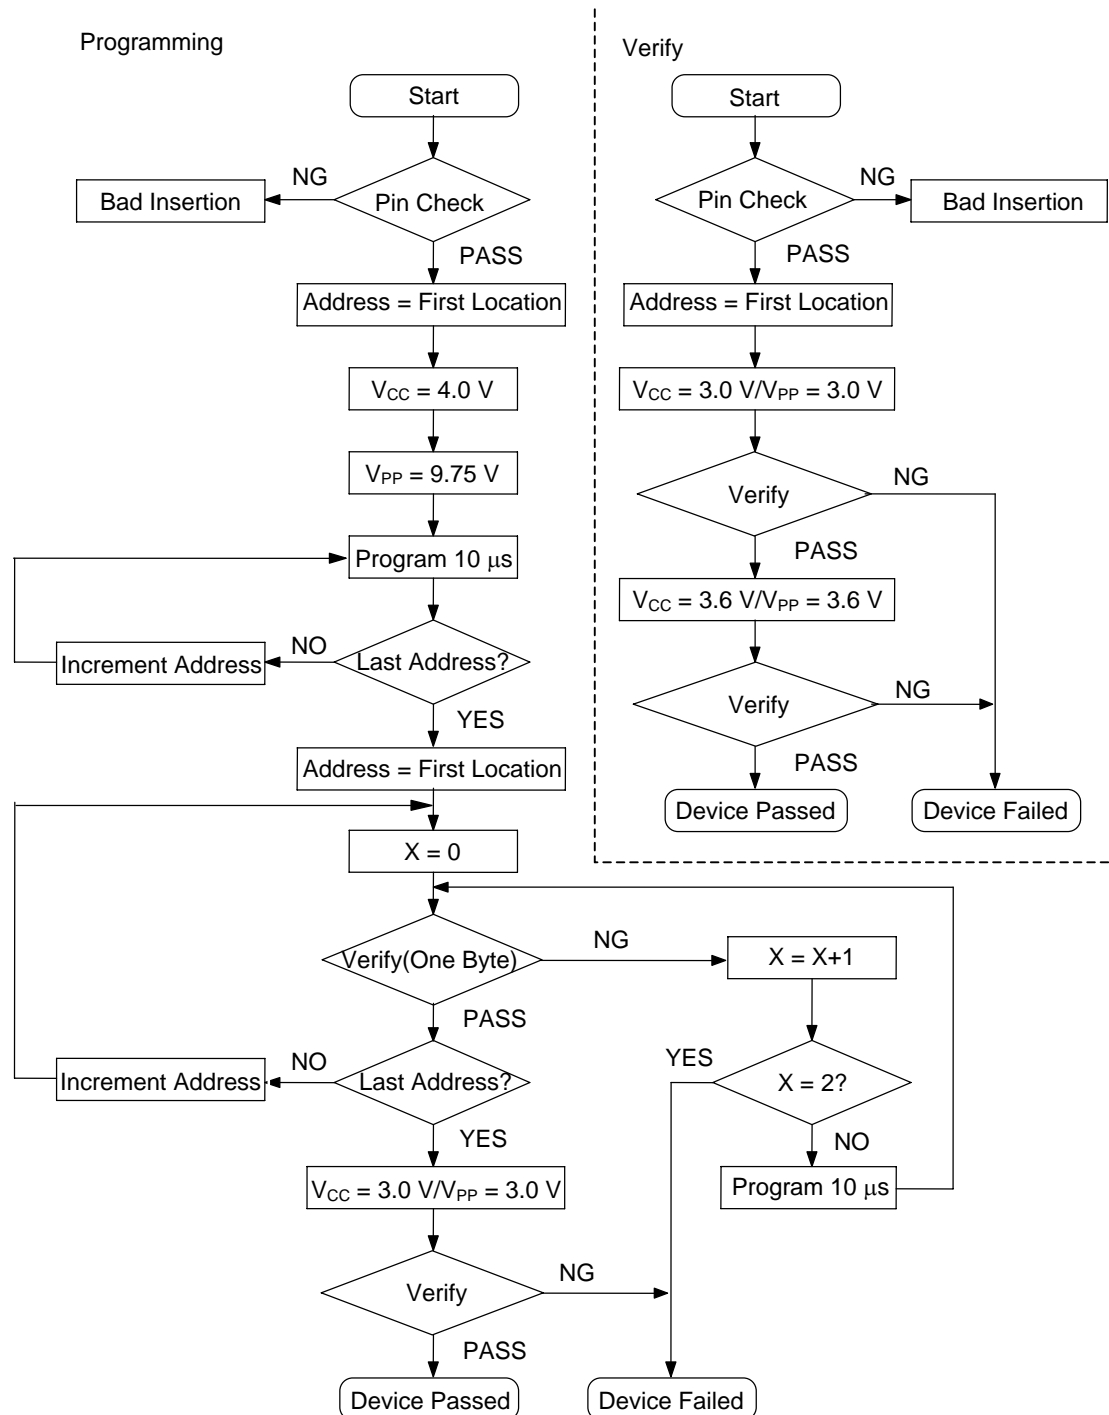 Programming
Start
NG
Bad Insertion
Pin Check
PASS
Address = First Location
VCC = 4.0 V
VPP = 9.75 V
Program 10 μs
NO
Increment Address
Last Address?
YES
Address = First Location
X = 0
Verify(One Byte)
NG
X = X+1
PASS
NO
Increment Address
Last Address?
YES
X = 2?
YES
NO
VCC = 3.0 V/VPP = 3.0 V
Program 10 μs
Verify
NG
PASS
Device Passed
Device Failed
Verify
Start
Pin Check
NG
Bad Insertion
PASS
Address = First Location
VCC = 3.0 V/VPP = 3.0 V
Verify
NG
PASS
VCC = 3.6 V/VPP = 3.6 V
Verify
NG
PASS
Device Passed
Device Failed